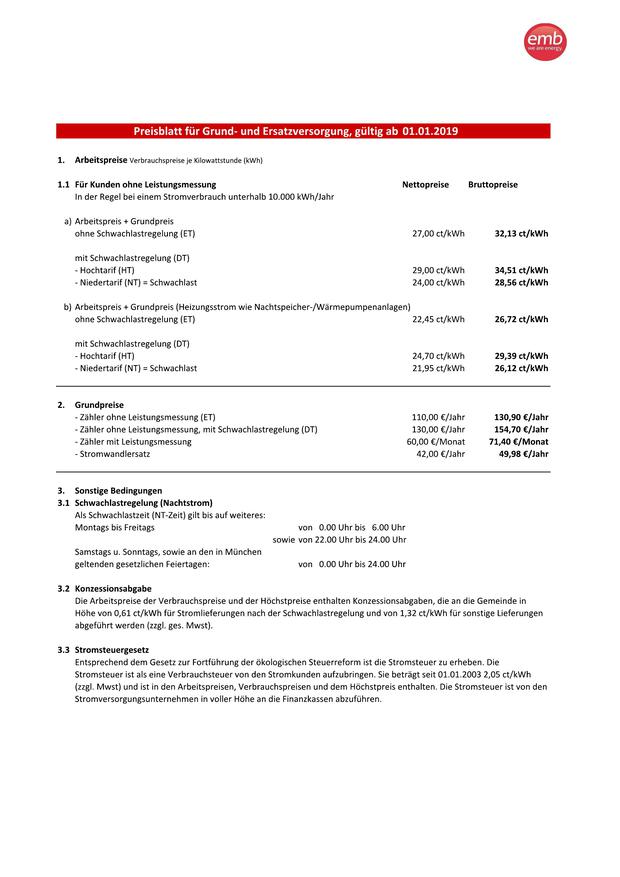 emb
we are energy.
Preisblatt für Grund- und Ersatzversorgung, gültig ab 01.01.2019
1. Arbeitspreise Verbrauchspreise je Kilowattstunde (kWh)
1.1 Für Kunden ohne Leistungsmessung Nettopreise Bruttopreise
In der Regel bei einem Stromverbrauch unterhalb 10.000 kWh/Jahr
a) Arbeitspreis + Grundpreis
ohne Schwachlastregelung (ET) 27,00 ct/kWh 32,13 ct/kWh
mit Schwachlastregelung (DT)
- Hochtarif (HT) 29,00 ct/kWh 34,51 ct/kWh
- Niedertarif (NT) = Schwachlast 24,00 ct/kWh 28,56 ct/kWh
b) Arbeitspreis + Grundpreis (Heizungsstrom wie Nachtspeicher-/Wärmepumpenanlagen)
ohne Schwachlastregelung (ET) 22,45 ct/kWh 26,72 ct/kWh
mit Schwachlastregelung (DT)
- Hochtarif (HT) 24,70 ct/kWh 29,39 ct/kWh
- Niedertarif (NT) = Schwachlast 21,95 ct/kWh 26,12 ct/kWh
2. Grundpreise
- Zähler ohne Leistungsmessung (ET) 110,00 €/Jahr 130,90 €/Jahr
- Zähler ohne Leistungsmessung, mit Schwachlastregelung (DT) 130,00 €/Jahr 154,70 €/Jahr
- Zähler mit Leistungsmessung 60,00 €/Monat 71,40 €/Monat
- Stromwandlersatz 42,00 €/Jahr 49,98 €/Jahr
3. Sonstige Bedingungen
3.1 Schwachlastregelung (Nachtstrom)
Als Schwachlastzeit (NT-Zeit) gilt bis auf weiteres:
Montags bis Freitags von 0.00 Uhr bis 6.00 Uhr
sowie von 22.00 Uhr bis 24.00 Uhr
Samstags u. Sonntags, sowie an den in München
geltenden gesetzlichen Feiertagen: von 0.00 Uhr bis 24.00 Uhr
3.2 Konzessionsabgabe
Die Arbeitspreise der Verbrauchspreise und der Höchstpreise enthalten Konzessionsabgaben, die an die Gemeinde in
Höhe von 0,61 ct/kWh für Stromlieferungen nach der Schwachlastregelung und von 1,32 ct/kWh für sonstige Lieferungen
abgeführt werden (zzgl. ges. Mwst).
3.3 Stromsteuergesetz
Entsprechend dem Gesetz zur Fortführung der ökologischen Steuerreform ist die Stromsteuer zu erheben. Die
Stromsteuer ist als eine Verbrauchsteuer von den Stromkunden aufzubringen. Sie beträgt seit 01.01.2003 2,05 ct/kWh
(zzgl. Mwst) und ist in den Arbeitspreisen, Verbrauchspreisen und dem Höchstpreis enthalten. Die Stromsteuer ist von den
Stromversorgungsunternehmen in voller Höhe an die Finanzkassen abzuführen.